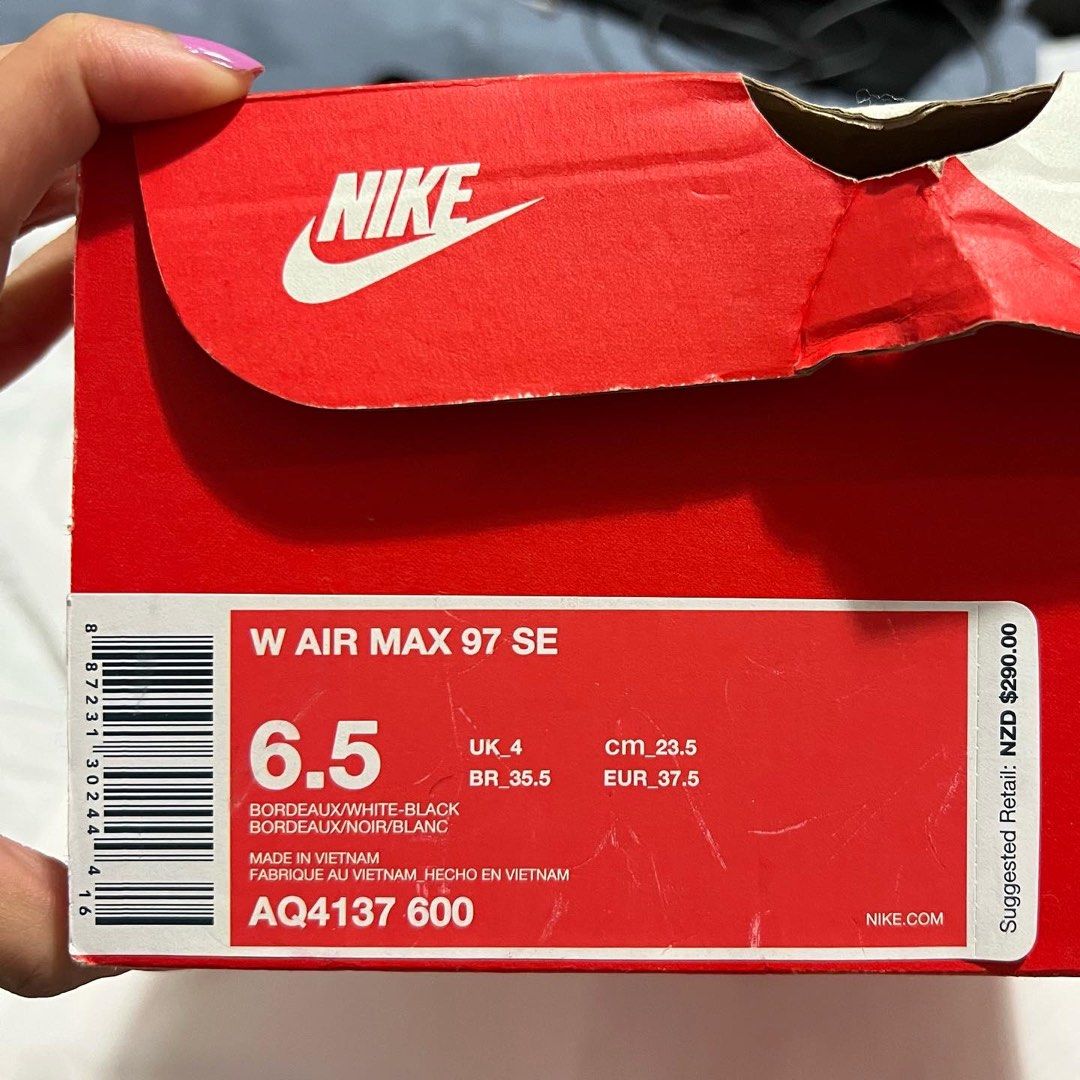 NIKE
W AIR MAX 97 SE
6.5
UK_4 cm_23.5
BR_35.5 EUR_37.5
BORDEAUX/WHITE-BLACK
BORDEAUX/NOIR/BLANC
MADE IN VIETNAM
FABRIQUE AU VIETNAM_HECHO EN VIETNAM
AQ4137 600
NIKE.COM
8 87231 30244 4 16
Suggested Retail: NZD $290.00